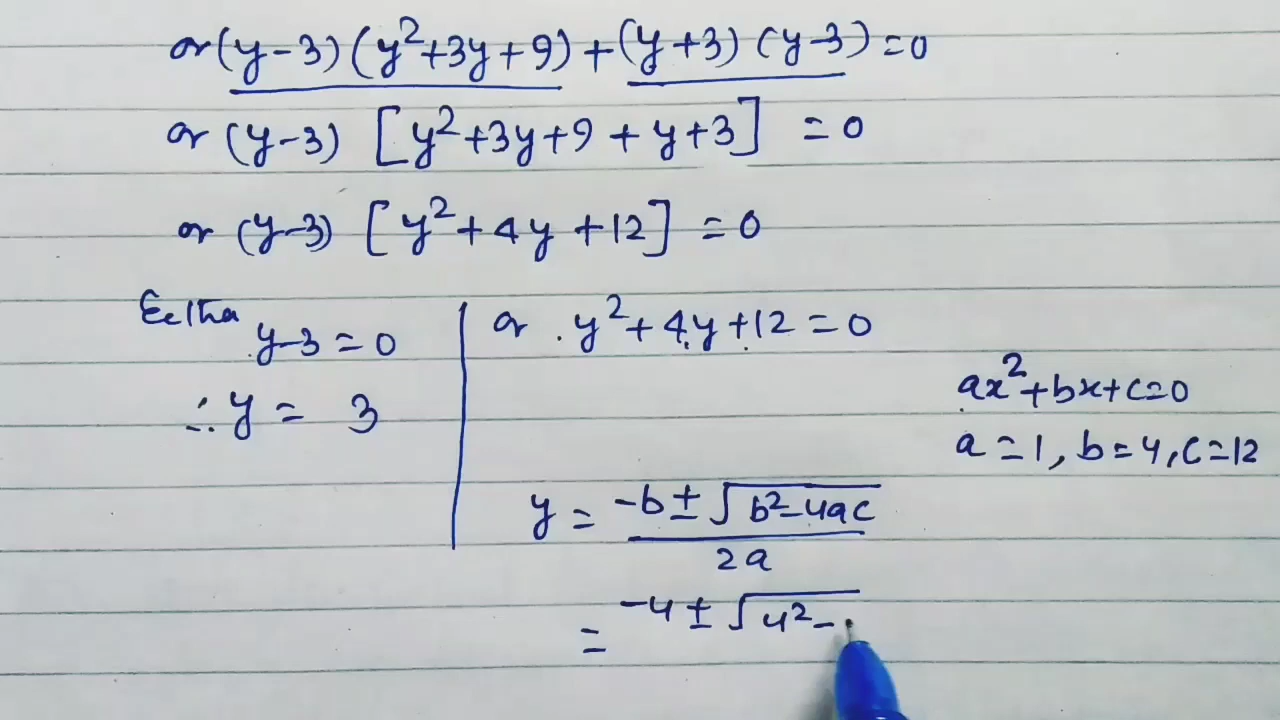 or (y-3) (y²+3y+9) + (y+3) (y-3) = 0
or (y-3) [y²+3y+9 + y+3] = 0
or (y-3) [y²+4y+12] = 0
Eeltha
y-3 = 0
∴ y = 3
or y²+4y+12 = 0
ax²+bx+c=0
a=1, b=4, c=12
y = -b ± √b²-4ac
2a
= -4 ± √4² -